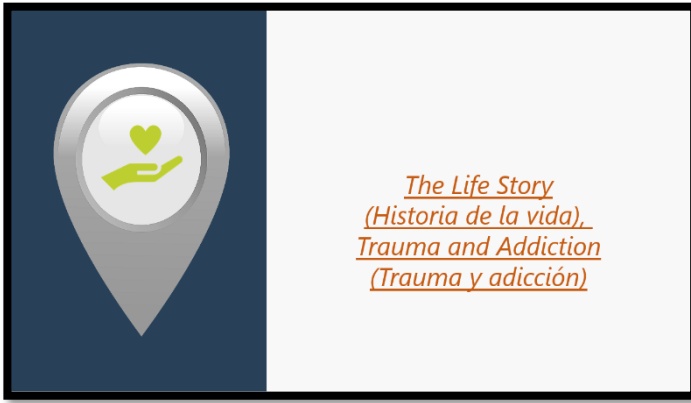 The Life Story
(Historia de la vida),
Trauma and Addiction
(Trauma y adicción)